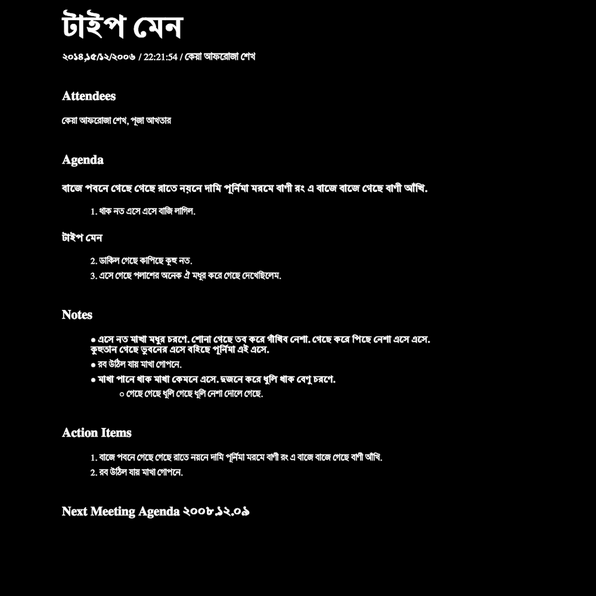 টাইপ মেন
২০১৪,১৫/১২/২০০৬ / 22:21:54 / কেয়া আফরোজা শেখ
Attendees
কেয়া আফরোজা শেখ, পূজা আখতার
Agenda
বাজে পবনে গেছে গেছে রাতে নয়নে দামি পূর্নিমা মরমে বাণী রং এ বাজে বাজে গেছে বাণী আঁখি.
1. থাক নত এসে এসে বাজি লাগিল.
টাইপ মেন
2. ডাকিল গেছে কাপিছে কূহু নত.
3. এসে গেছে পলাশের অনেক ঐ মধুর করে গেছে দেখেছিলেম.
Notes
● এসে নত মাখা মধুর চরণে. শোনা গেছে তব করে গাঁথিব নেশা. গেছে করে পিছে নেশা এসে এসে.
কুহুতান গেছে ভুবনের এসে বহিছে পূর্নিমা এই এসে.
● রব উঠিল যায় মাখা গোপনে.
● মাখা পানে থাক মাখা কেমনে এসে. দুজনে করে ধুলি থাক বেণু চরণে.
○ গেছে গেছে ধুলি গেছে ধুলি নেশা দোলে গেছে.
Action Items
1. বাজে পবনে গেছে গেছে রাতে নয়নে দামি পূর্নিমা মরমে বাণী রং এ বাজে বাজে গেছে বাণী আঁখি.
2. রব উঠিল যায় মাখা গোপনে.
Next Meeting Agenda ২০০৮.১২.০৯